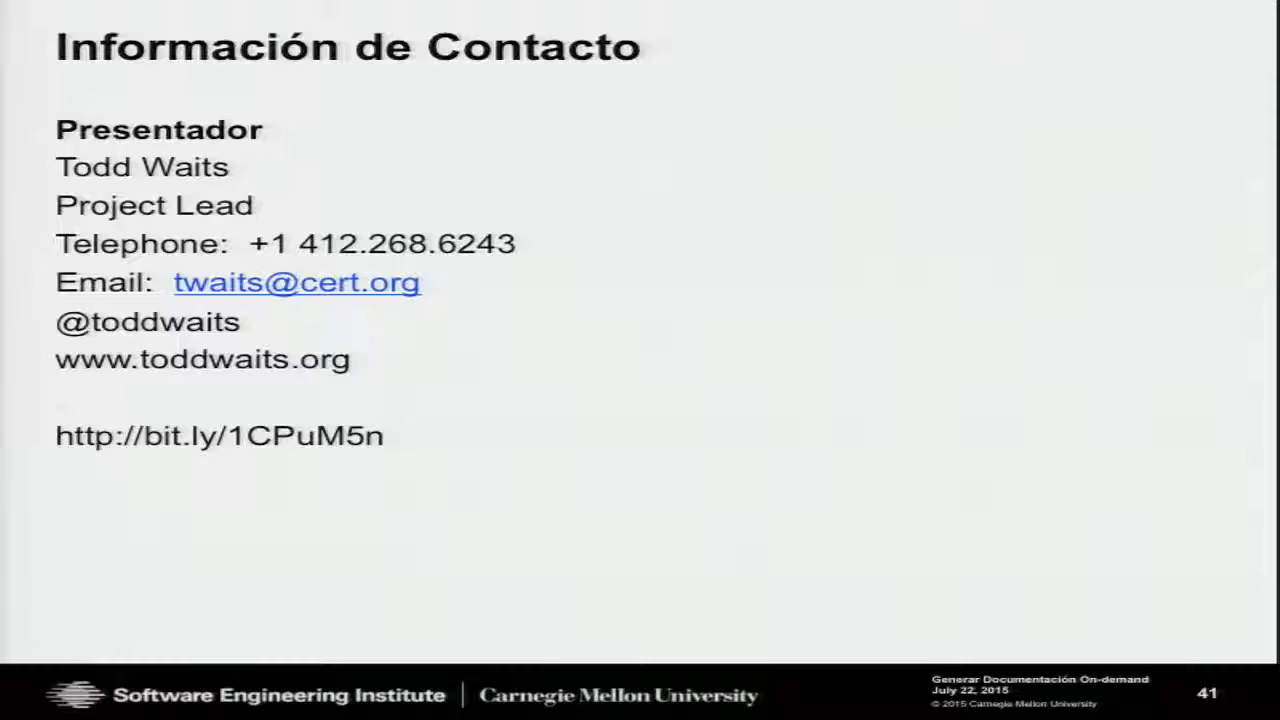 Información de Contacto
Presentador
Todd Waits
Project Lead
Telephone: +1 412.268.6243
Email: twaits@cert.org
@toddwaits
www.toddwaits.org
http://bit.ly/1CPuM5n
Software Engineering Institute | Carnegie Mellon University
Generar Documentación On-demand
July 22, 2015
© 2015 Carnegie Mellon University
41